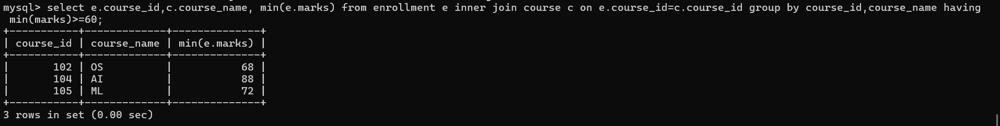 mysql> select e.course_id,c.course_name, min(e.marks) from enrollment e inner join course c on e.course_id=c.course_id group by course_id,course_name having
 min(marks)>=60;
+-----------+-------------+--------------+
| course_id | course_name | min(e.marks) |
+-----------+-------------+--------------+
|       102 | OS          |           68 |
|       104 | AI          |           88 |
|       105 | ML          |           72 |
+-----------+-------------+--------------+
3 rows in set (0.00 sec)